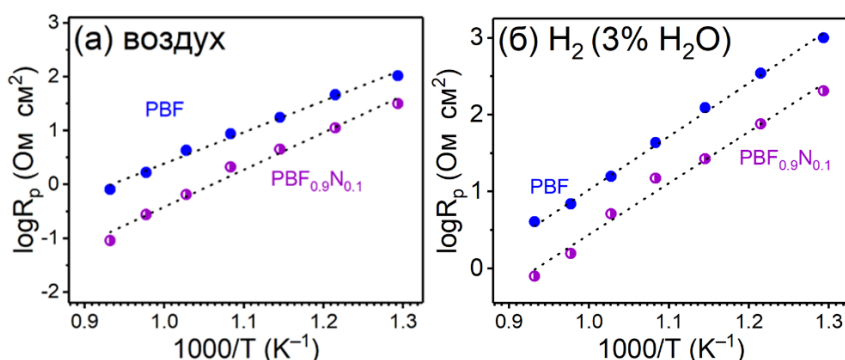 (а) воздух
logRp (Ом см²)
3
2
1
0
-1
-2
PBF
PBF0.9N0.1
0.9
1.0
1.1
1.2
1.3
1000/T (K⁻¹)
(б) H₂ (3% H₂O)
logRp (Ом см²)
3
2
1
0
PBF
PBF0.9N0.1
0.9
1.0
1.1
1.2
1.3
1000/T (K⁻¹)